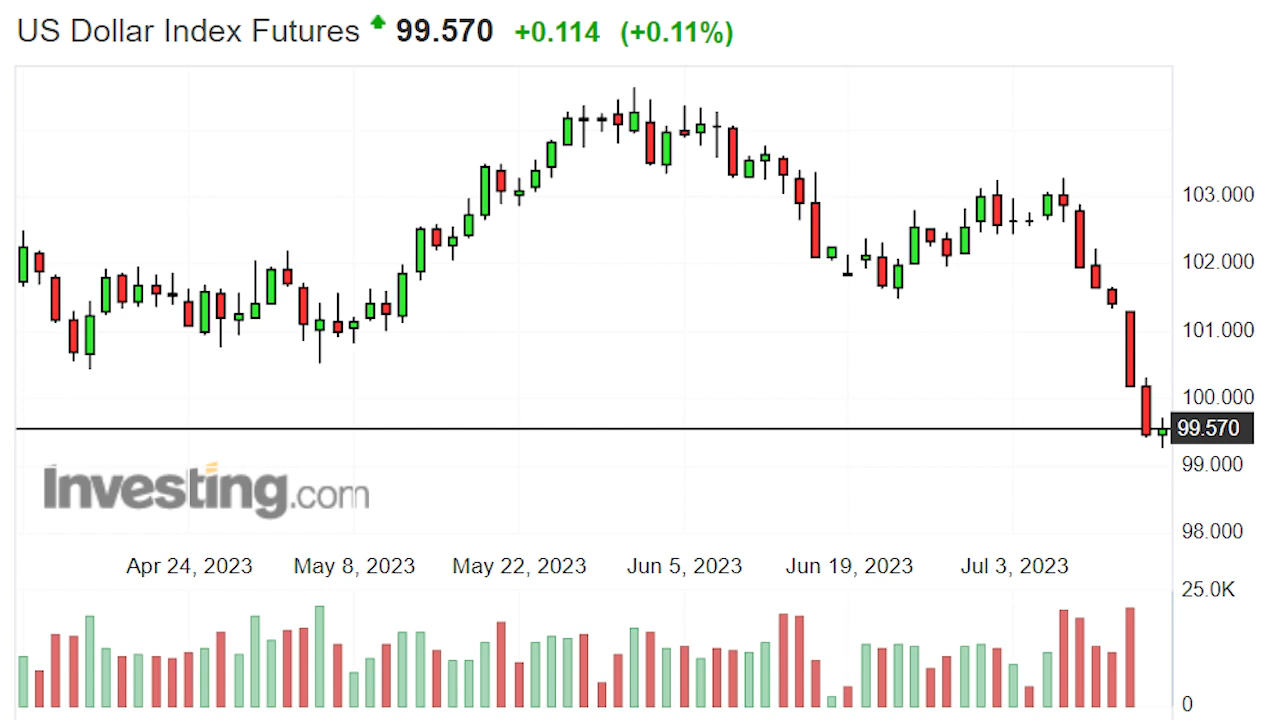 US Dollar Index Futures 99.570 +0.114 (+0.11%)
103.000
102.000
101.000
100.000
99.570
99.000
Investing.com
98.000
Apr 24, 2023 May 8, 2023 May 22, 2023 Jun 5, 2023 Jun 19, 2023 Jul 3, 2023
25.0K
0